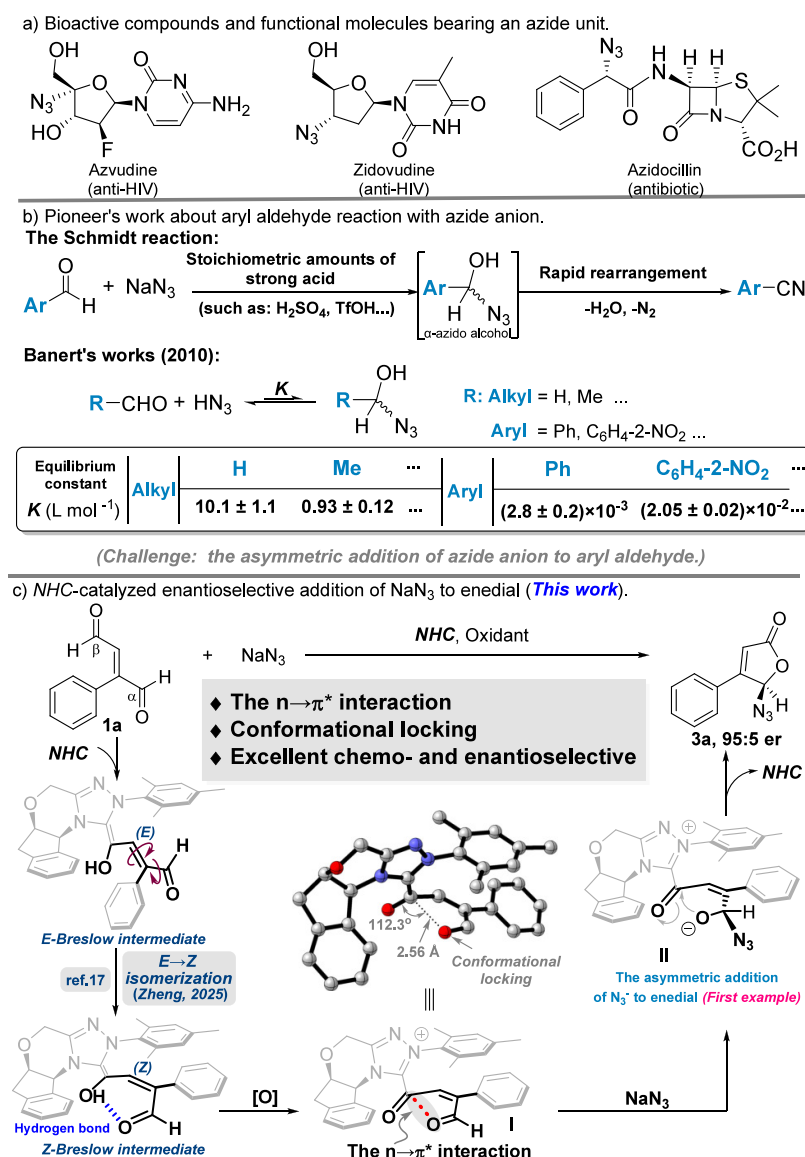 a) Bioactive compounds and functional molecules bearing an azide unit.
OH
N3
HO
O
F
O
N
N
NH2
Azvudine
(anti-HIV)
OH
O
N3
N
O
NH
O
Zidovudine
(anti-HIV)
N3
O
H
N
H
H
S
N
O
CO2H
Azidocillin
(antibiotic)
b) Pioneer's work about aryl aldehyde reaction with azide anion.
The Schmidt reaction:
O
Ar
H
+ NaN3
Stoichiometric amounts of
strong acid
(such as: H2SO4, TfOH...)
OH
Ar
H
N3
α-azido alcohol
Rapid rearrangement
-H2O, -N2
Ar—CN
Banert's works (2010):
R—CHO + HN3
K
OH
R
H
N3
R: Alkyl = H, Me ...
Aryl = Ph, C6H4-2-NO2 ...
Equilibrium
constant
K (L mol -1)
Alkyl
H
Me
...
10.1 ± 1.1
0.93 ± 0.12
...
Aryl
Ph
C6H4-2-NO2
...
(2.8 ± 0.2)×10-3
(2.05 ± 0.02)×10-2
...
(Challenge: the asymmetric addition of azide anion to aryl aldehyde.)
c) NHC-catalyzed enantioselective addition of NaN3 to enedial (This work).
O
H
β
H
α
O
1a
+ NaN3
NHC, Oxidant
O
O
H
N3
3a, 95:5 er
◆ The n→π* interaction
◆ Conformational locking
◆ Excellent chemo- and enantioselective
NHC
NHC
N
N
N
O
HO
(E)
H
O
E-Breslow intermediate
ref.17
E→Z
isomerization
(Zheng, 2025)
112.3°
2.56 Å
Conformational
locking
N
N
N
O
O
O
H
N3
II
The asymmetric addition
of N3- to enedial (First example)
N
N
N
O
(Z)
OH
O
H
Hydrogen bond
Z-Breslow intermediate
[O]
N
N
N
O
O
O
H
I
The n→π* interaction
NaN3